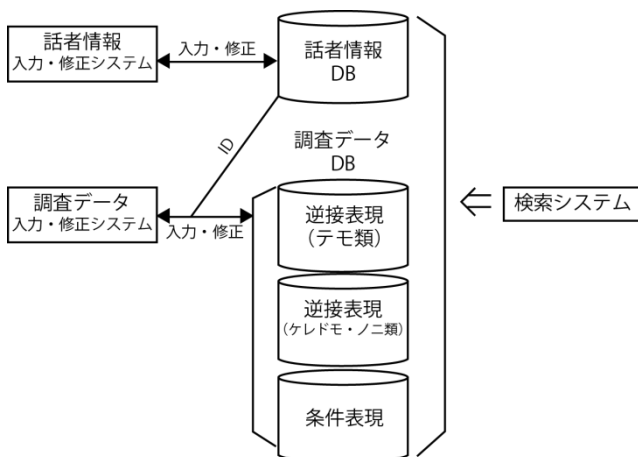 話者情報
入力・修正システム
入力・修正
話者情報
DB
ID
調査データ
DB
調査データ
入力・修正システム
入力・修正
逆接表現
（テモ類）
検索システム
逆接表現
（ケレドモ・ノニ類）
条件表現